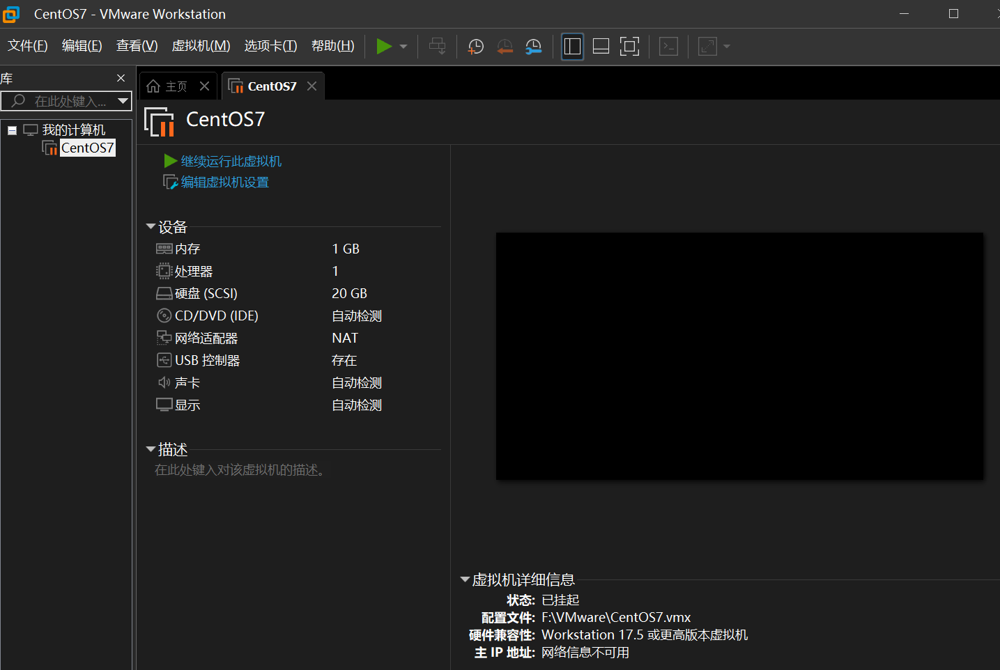 CentOS7 - VMware Workstation
文件(F) 编辑(E) 查看(V) 虚拟机(M) 选项卡(T) 帮助(H)
库
在此处键入...
我的计算机
CentOS7
主页
CentOS7
CentOS7
继续运行此虚拟机
编辑虚拟机设置
设备
内存 1 GB
处理器 1
硬盘 (SCSI) 20 GB
CD/DVD (IDE) 自动检测
网络适配器 NAT
USB 控制器 存在
声卡 自动检测
显示 自动检测
描述
在此处键入对该虚拟机的描述。
虚拟机详细信息
状态: 已挂起
配置文件: F:\VMware\CentOS7.vmx
硬件兼容性: Workstation 17.5 或更高版本虚拟机
主 IP 地址: 网络信息不可用